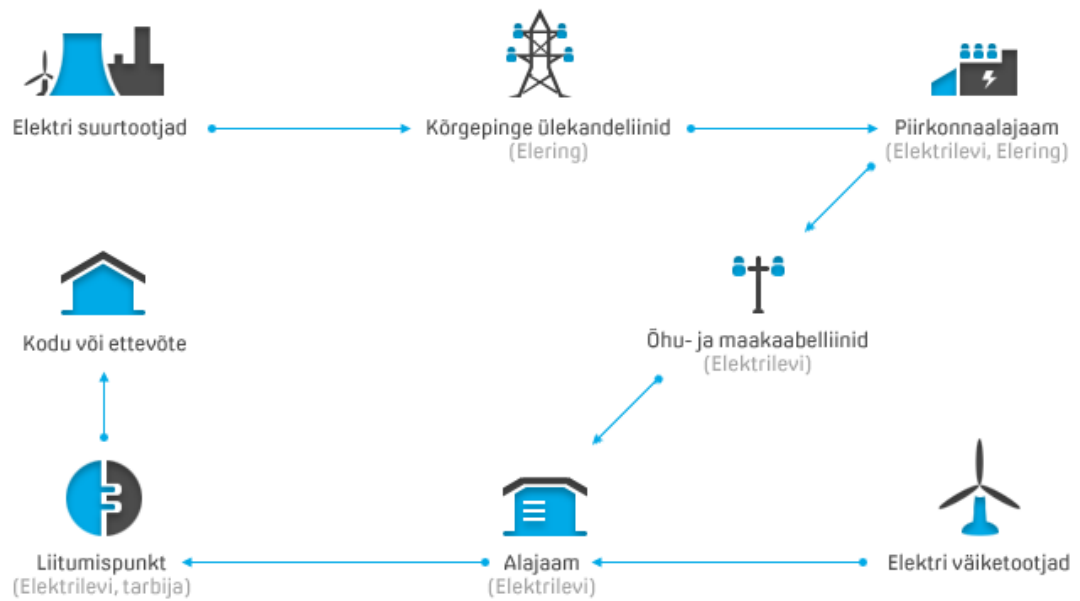 Elektri suurtootjad
Kõrgepinge ülekandeliinid
(Elering)
Piirkonnaalajaam
(Elektrilevi, Elering)
Õhu- ja maakaabelliinid
(Elektrilevi)
Kodu või ettevõte
Liitumispunkt
(Elektrilevi, tarbija)
Alajaam
(Elektrilevi)
Elektri väiketootjad